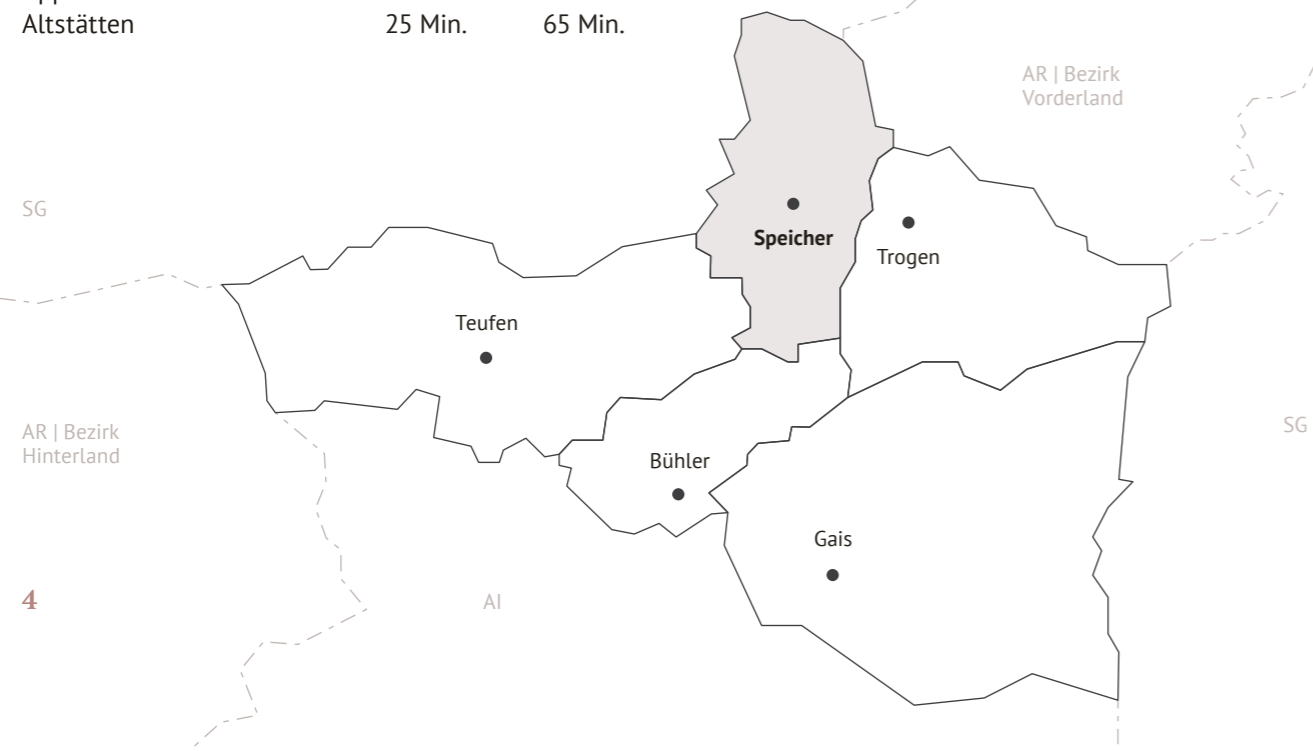 Altstätten 25 Min. 65 Min.
AR | Bezirk
Vorderland
SG
Speicher
Trogen
Teufen
AR | Bezirk
Hinterland
SG
Bühler
Gais
4
AI